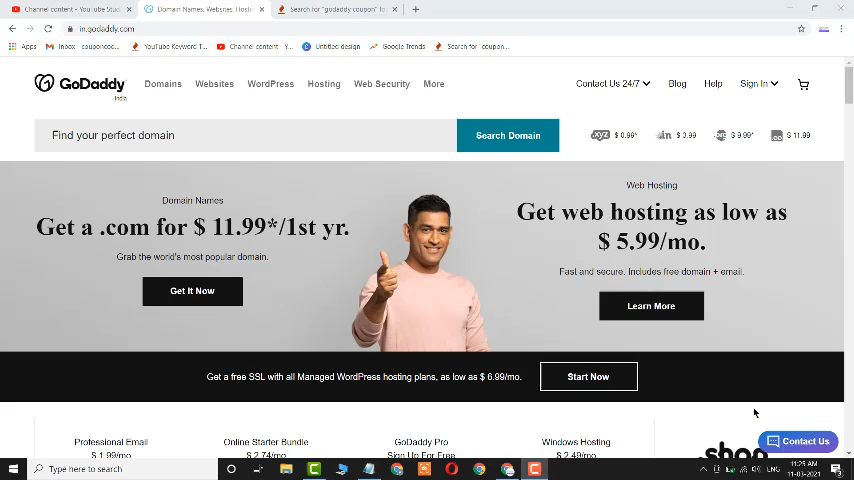 Channel content - YouTube Stud
Domain Names, Websites, Hostin
Search for "godaddy coupon" fo
in.godaddy.com
Apps
Inbox - couponcod...
YouTube Keyword T...
Channel content - Y...
Untitled design
Google Trends
Search for "coupon...
GoDaddy
India
Domains Websites WordPress Hosting Web Security More
Contact Us 24/7 Blog Help Sign In
Find your perfect domain
Search Domain
.xyz $ 0.99* .in $ 3.99 $ 9.99* .co $ 11.99
Domain Names
Get a .com for $ 11.99*/1st yr.
Grab the world's most popular domain.
Get It Now
Web Hosting
Get web hosting as low as
$ 5.99/mo.
Fast and secure. Includes free domain + email.
Learn More
Get a free SSL with all Managed WordPress hosting plans, as low as $ 6.99/mo.
Start Now
Professional Email
$ 1.99/mo
Online Starter Bundle
$ 2.74/mo
GoDaddy Pro
Sign Up For Free
Windows Hosting
$ 2.49/mo
.shop
Contact Us
Type here to search
ENG
11:25 AM
11-03-2021